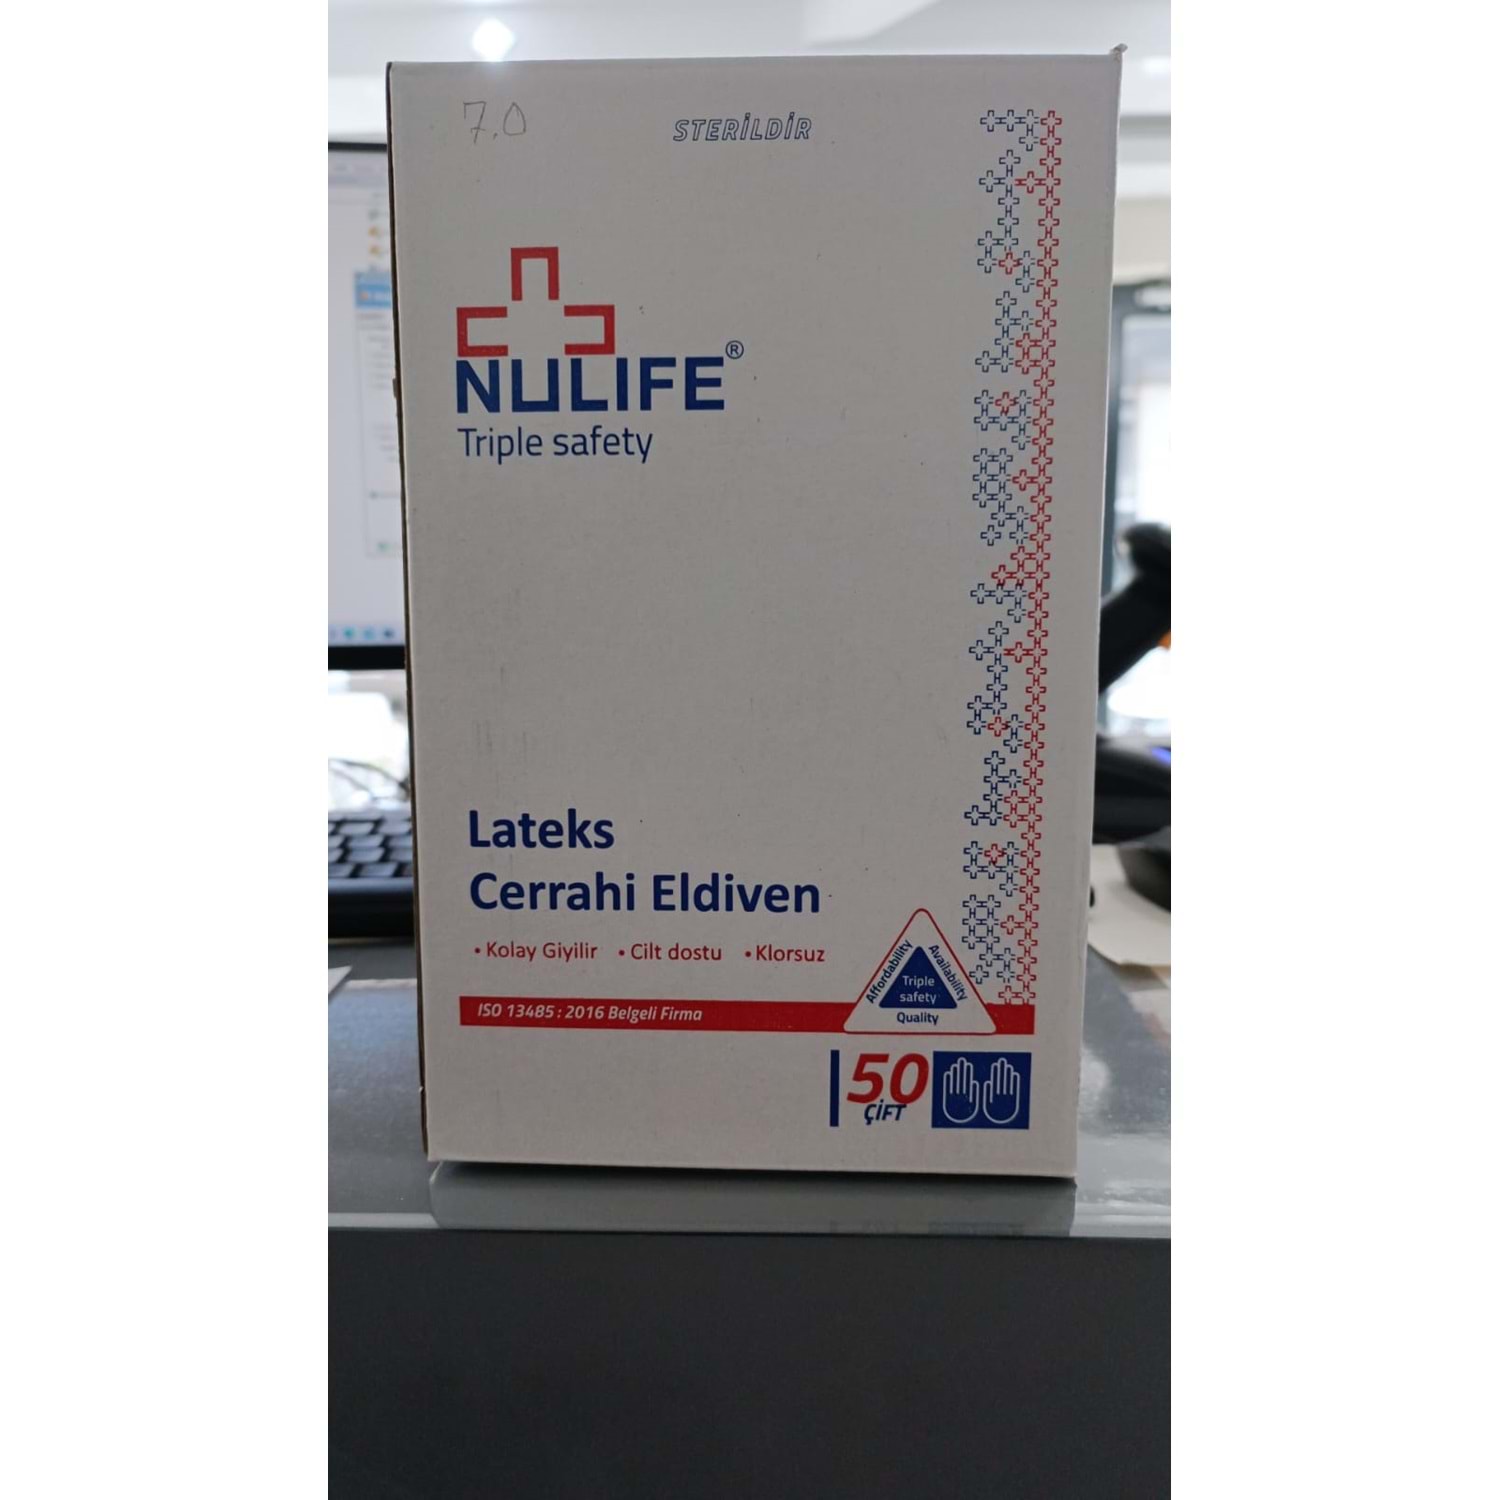 7.0
STERİLDİR
NULIFE®
Triple safety
Lateks
Cerrahi Eldiven
• Kolay Giyilir • Cilt dostu • Klorsuz
Affordability
Availability
Triple
safety
Quality
ISO 13485 : 2016 Belgeli Firma
50
ÇİFT